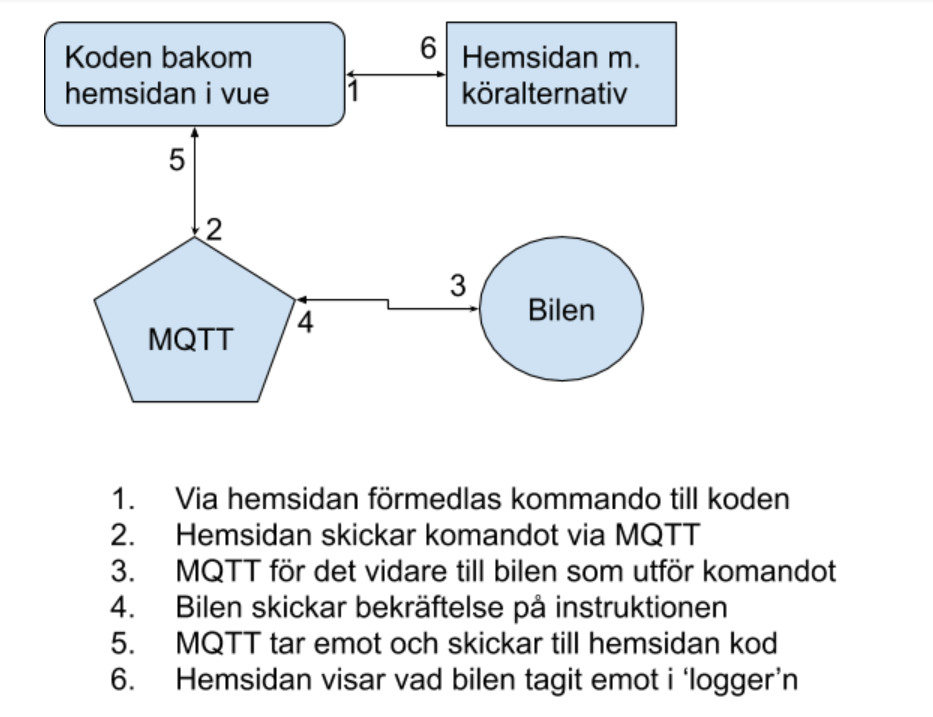 Koden bakom
hemsidan i vue
6
1
Hemsidan m.
köralternativ
5
2
MQTT
3
4
Bilen
1. Via hemsidan förmedlas kommando till koden
2. Hemsidan skickar komandot via MQTT
3. MQTT för det vidare till bilen som utför komandot
4. Bilen skickar bekräftelse på instruktionen
5. MQTT tar emot och skickar till hemsidan kod
6. Hemsidan visar vad bilen tagit emot i ‘logger’n